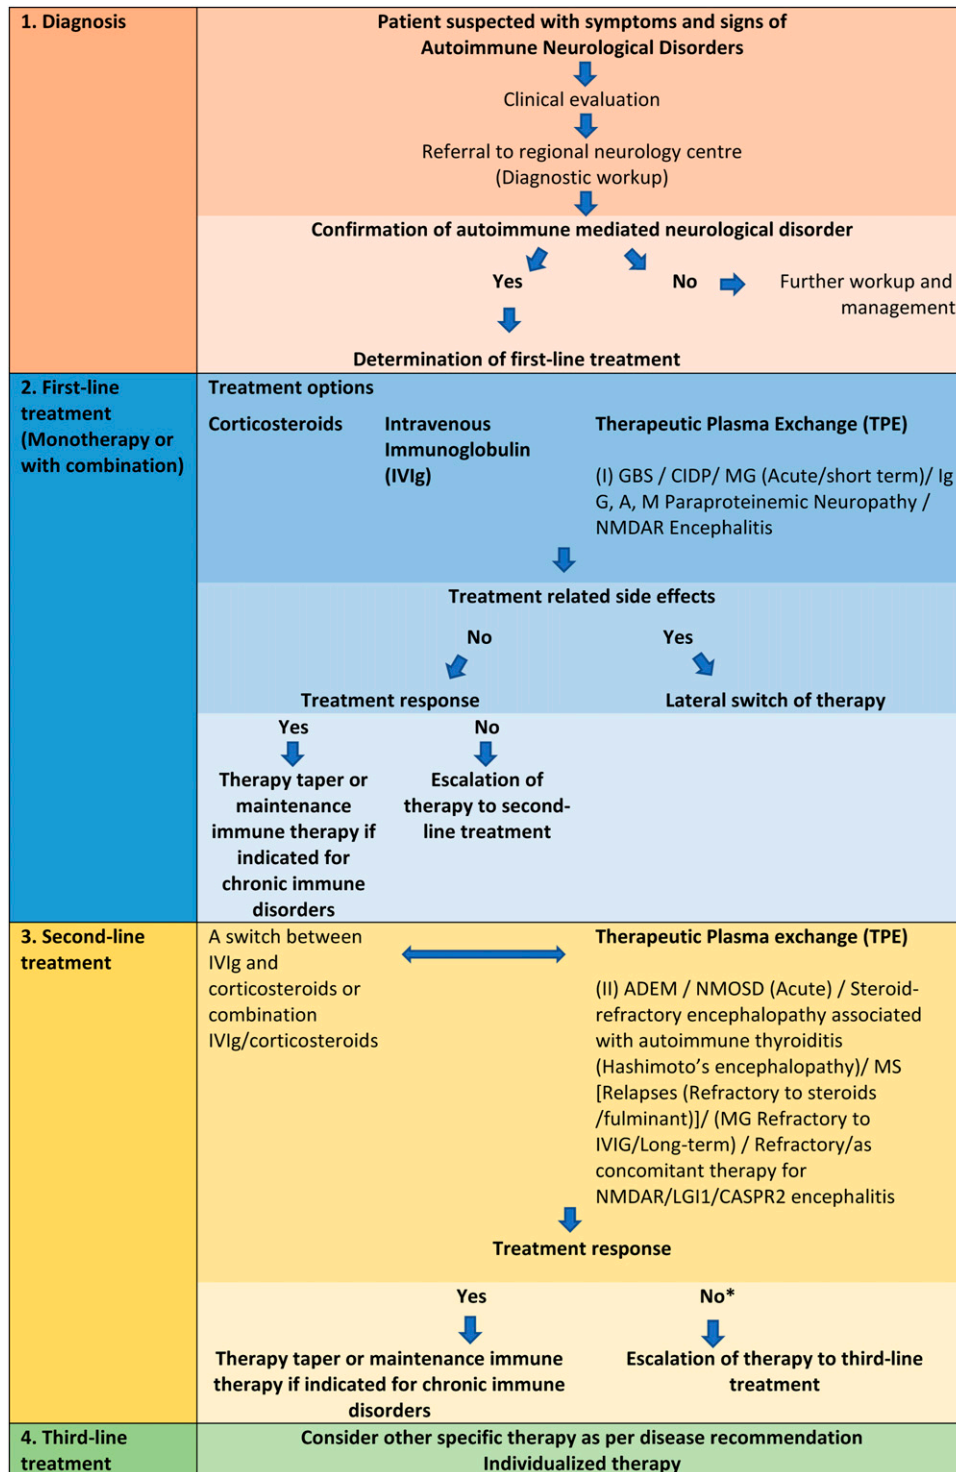 1. Diagnosis
Patient suspected with symptoms and signs of
Autoimmune Neurological Disorders
Clinical evaluation
Referral to regional neurology centre
(Diagnostic workup)
Confirmation of autoimmune mediated neurological disorder
Yes
No
Further workup and
management
Determination of first-line treatment
2. First-line
treatment
(Monotherapy or
with combination)
Treatment options
Corticosteroids
Intravenous
Immunoglobulin
(IVIg)
Therapeutic Plasma Exchange (TPE)
(I) GBS / CIDP/ MG (Acute/short term)/ Ig
G, A, M Paraproteinemic Neuropathy /
NMDAR Encephalitis
Treatment related side effects
No
Yes
Treatment response
Lateral switch of therapy
Yes
No
Therapy taper or
maintenance
immune therapy if
indicated for
chronic immune
disorders
Escalation of
therapy to second-
line treatment
3. Second-line
treatment
A switch between
IVIg and
corticosteroids or
combination
IVIg/corticosteroids
Therapeutic Plasma exchange (TPE)
(II) ADEM / NMOSD (Acute) / Steroid-
refractory encephalopathy associated
with autoimmune thyroiditis
(Hashimoto's encephalopathy)/ MS
[Relapses (Refractory to steroids
/fulminant)]/ (MG Refractory to
IVIG/Long-term) / Refractory/as
concomitant therapy for
NMDAR/LGI1/CASPR2 encephalitis
Treatment response
Yes
No*
Therapy taper or maintenance immune
therapy if indicated for chronic immune
disorders
Escalation of therapy to third-line
treatment
4. Third-line
treatment
Consider other specific therapy as per disease recommendation
Individualized therapy